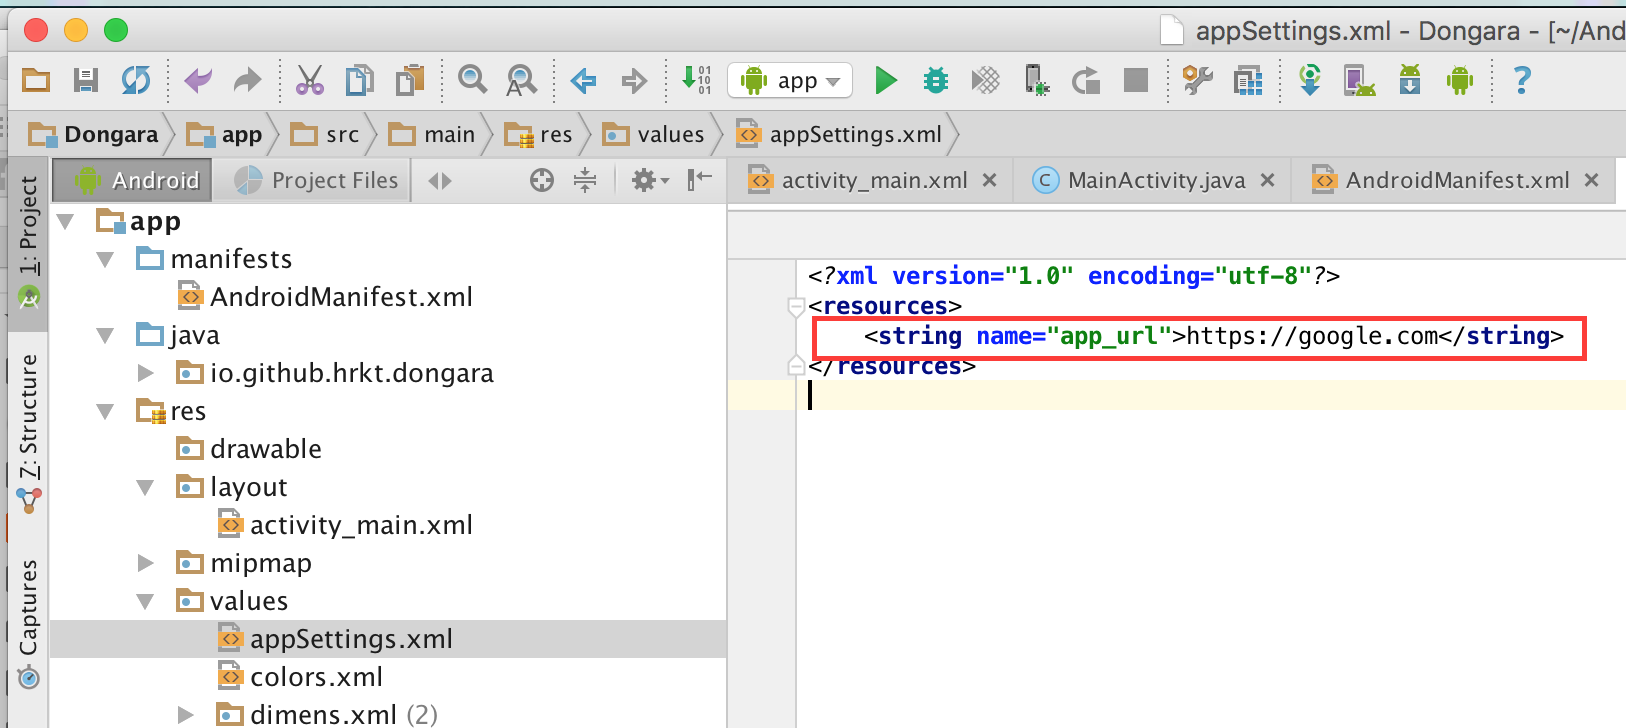 appSettings.xml - Dongara - [~/And
01
10
01
app
?
Dongara
app
src
main
res
values
appSettings.xml
1: Project
Android
Project Files
activity_main.xml
C MainActivity.java
AndroidManifest.xml
app
manifests
AndroidManifest.xml
java
io.github.hrkt.dongara
res
drawable
layout
activity_main.xml
mipmap
values
appSettings.xml
colors.xml
dimens.xml (2)
7: Structure
Captures
<?xml version="1.0" encoding="utf-8"?>
<resources>
<string name="app_url">https://google.com</string>
</resources>